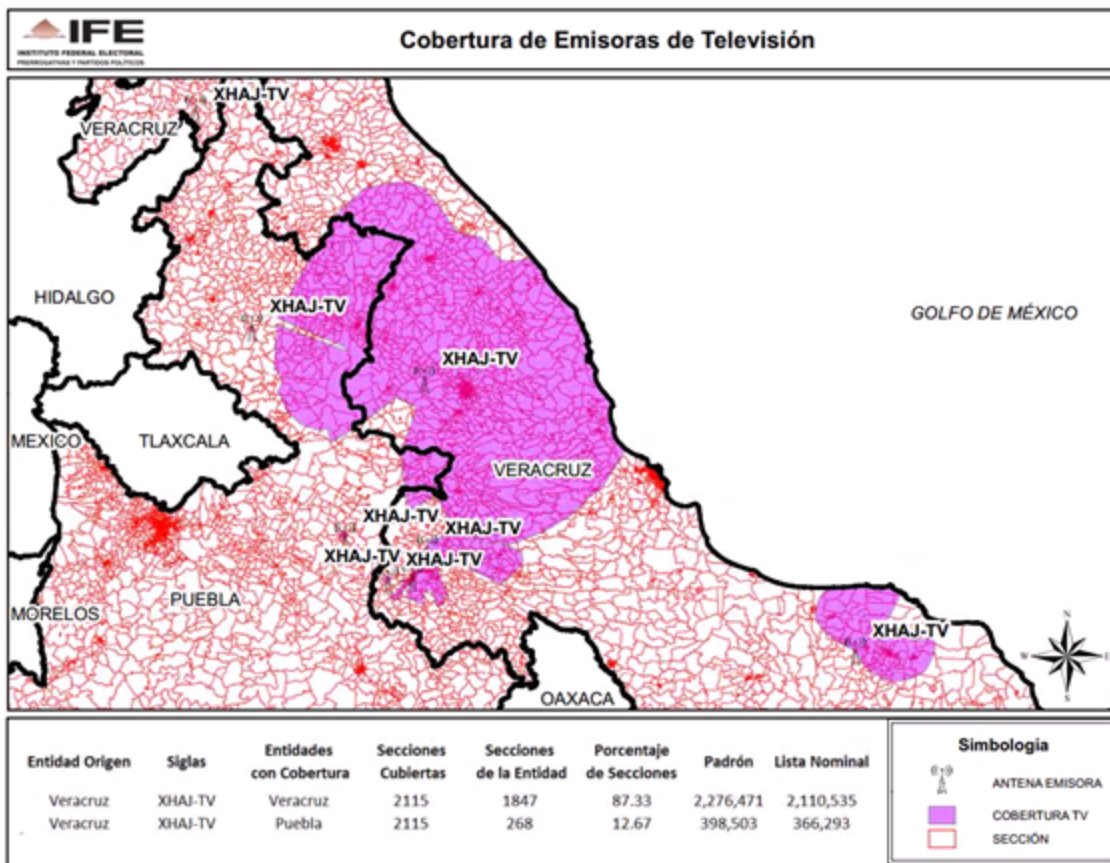 IFE
INSTITUTO FEDERAL ELECTORAL
PRERROGATIVAS Y PARTIDOS POLÍTICOS
Cobertura de Emisoras de Televisión
XHAJ-TV
VERACRUZ
HIDALGO
XHAJ-TV
GOLFO DE MÉXICO
XHAJ-TV
MEXICO
TLAXCALA
VERACRUZ
XHAJ-TV
XHAJ-TV
XHAJ-TV
XHAJ-TV
MORELOS
PUEBLA
XHAJ-TV
OAXACA
N
W
E
S
Entidad Origen Siglas Entidades con Cobertura Secciones Cubiertas Secciones de la Entidad Porcentaje de Secciones Padrón Lista Nominal
Veracruz XHAJ-TV Veracruz 2115 1847 87.33 2,276,471 2,110,535
Veracruz XHAJ-TV Puebla 2115 268 12.67 398,503 366,293
Simbología
ANTENA EMISORA
COBERTURA TV
SECCIÓN